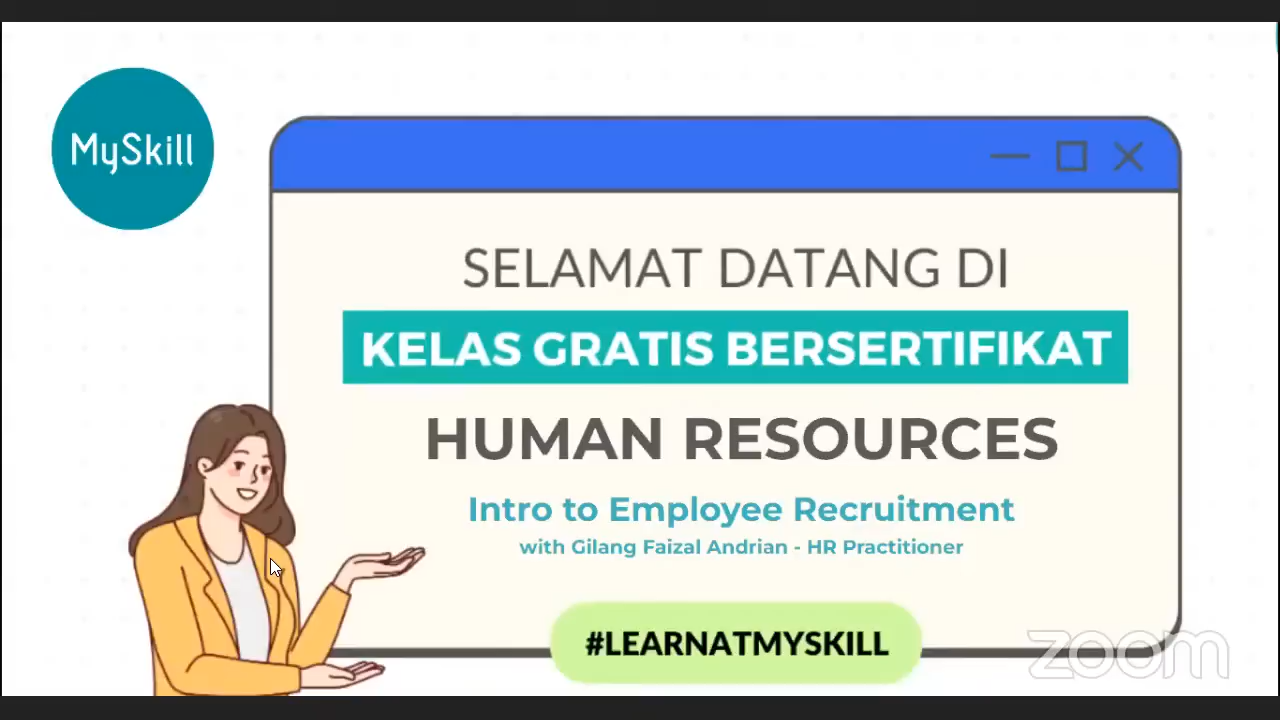 MySkill
SELAMAT DATANG DI
KELAS GRATIS BERSERTIFIKAT
HUMAN RESOURCES
Intro to Employee Recruitment
with Gilang Faizal Andrian - HR Practitioner
#LEARNATMYSKILL
zoom